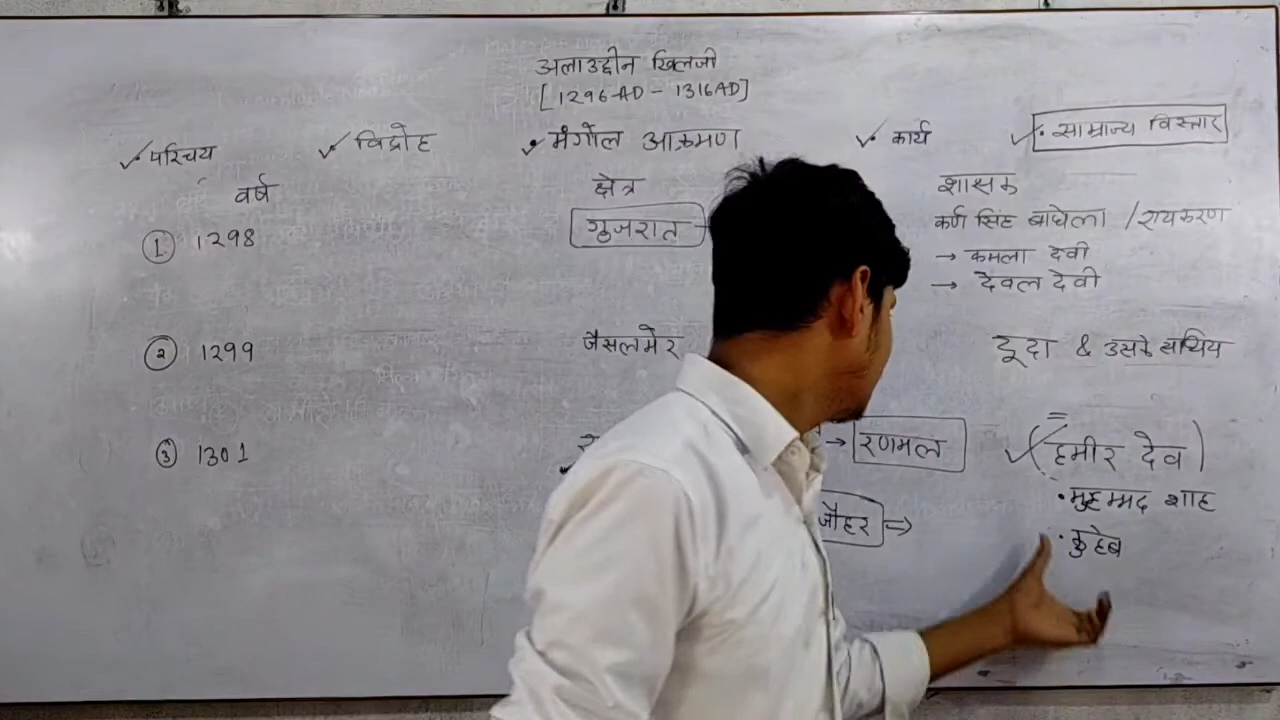 अलाउद्दीन खिलजी
[1296AD - 1316AD]
✓• परिचय ✓• विद्रोह ✓• मंगोल आक्रमण ✓• कार्य ✓• साम्राज्य विस्तार
वर्ष क्षेत्र शासक
① 1298 गुजरात कर्ण सिंह बाघेला / रायकरण
→ कमला देवी
→ देवल देवी
② 1299 जैसलमेर दूदा & उसके सचिय
③ 1301 → रणमल ✓(हमीर देव)
• मुहम्मद शाह
जौहर ⇒ • कुहेब